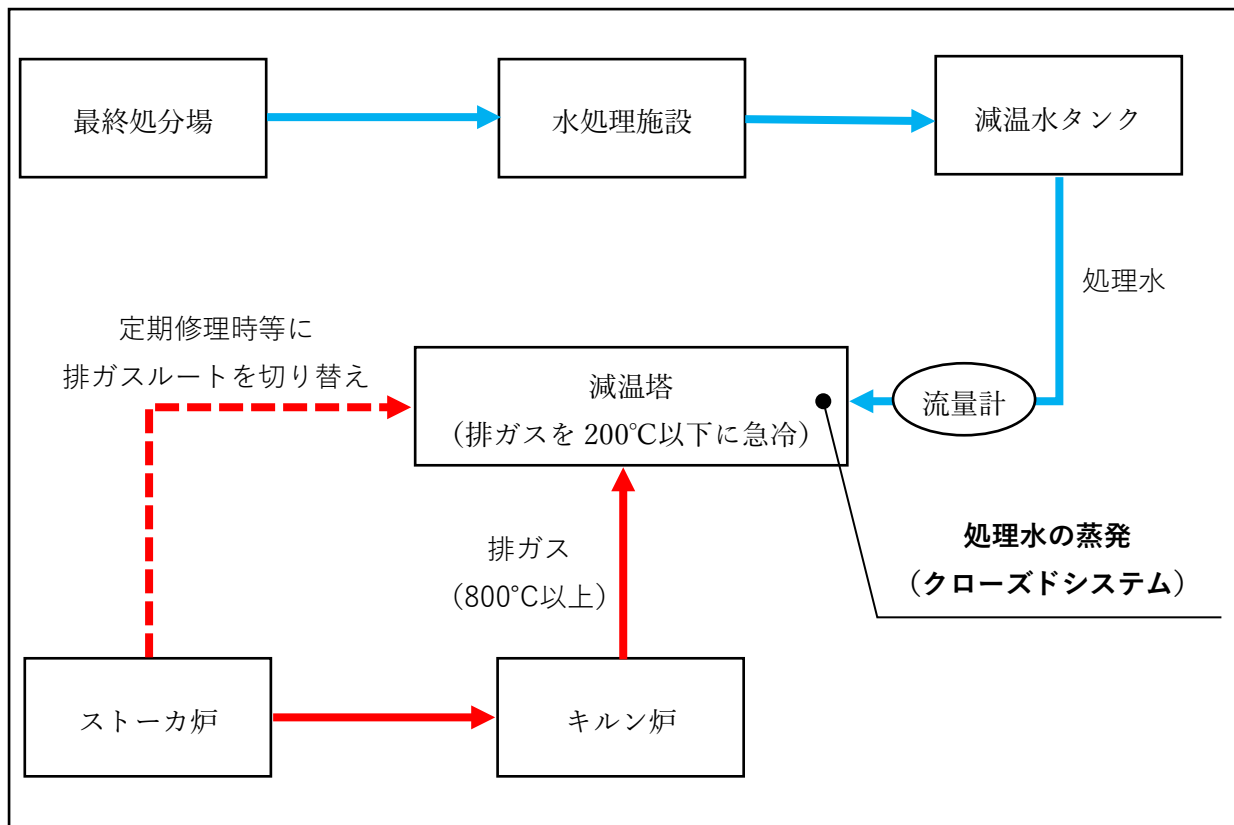 最終処分場
水処理施設
減温水タンク
処理水
定期修理時等に
排ガスルートを切り替え
減温塔
（排ガスを 200℃以下に急冷）
流量計
排ガス
（800℃以上）
処理水の蒸発
（クローズドシステム）
ストーカ炉
キルン炉